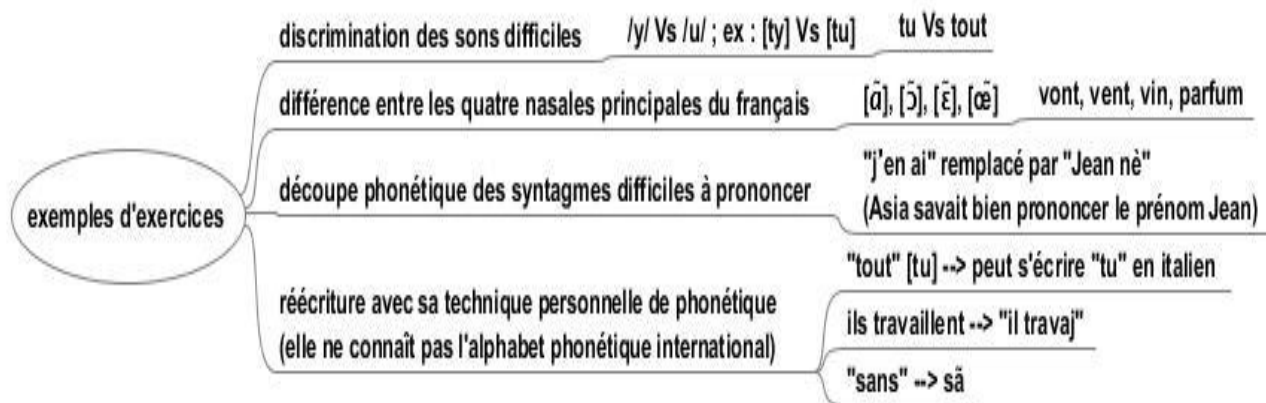 exemples d'exercices
discrimination des sons difficiles
/y/ Vs /u/ ; ex : [ty] Vs [tu]
tu Vs tout
différence entre les quatre nasales principales du français
[ɑ̃], [ɔ̃], [ɛ̃], [œ̃]
vont, vent, vin, parfum
découpe phonétique des syntagmes difficiles à prononcer
"j'en ai" remplacé par "Jean nè"
(Asia savait bien prononcer le prénom Jean)
réécriture avec sa technique personnelle de phonétique
(elle ne connaît pas l'alphabet phonétique international)
"tout" [tu] --> peut s'écrire "tu" en italien
ils travaillent --> "il travaj"
"sans" --> sã